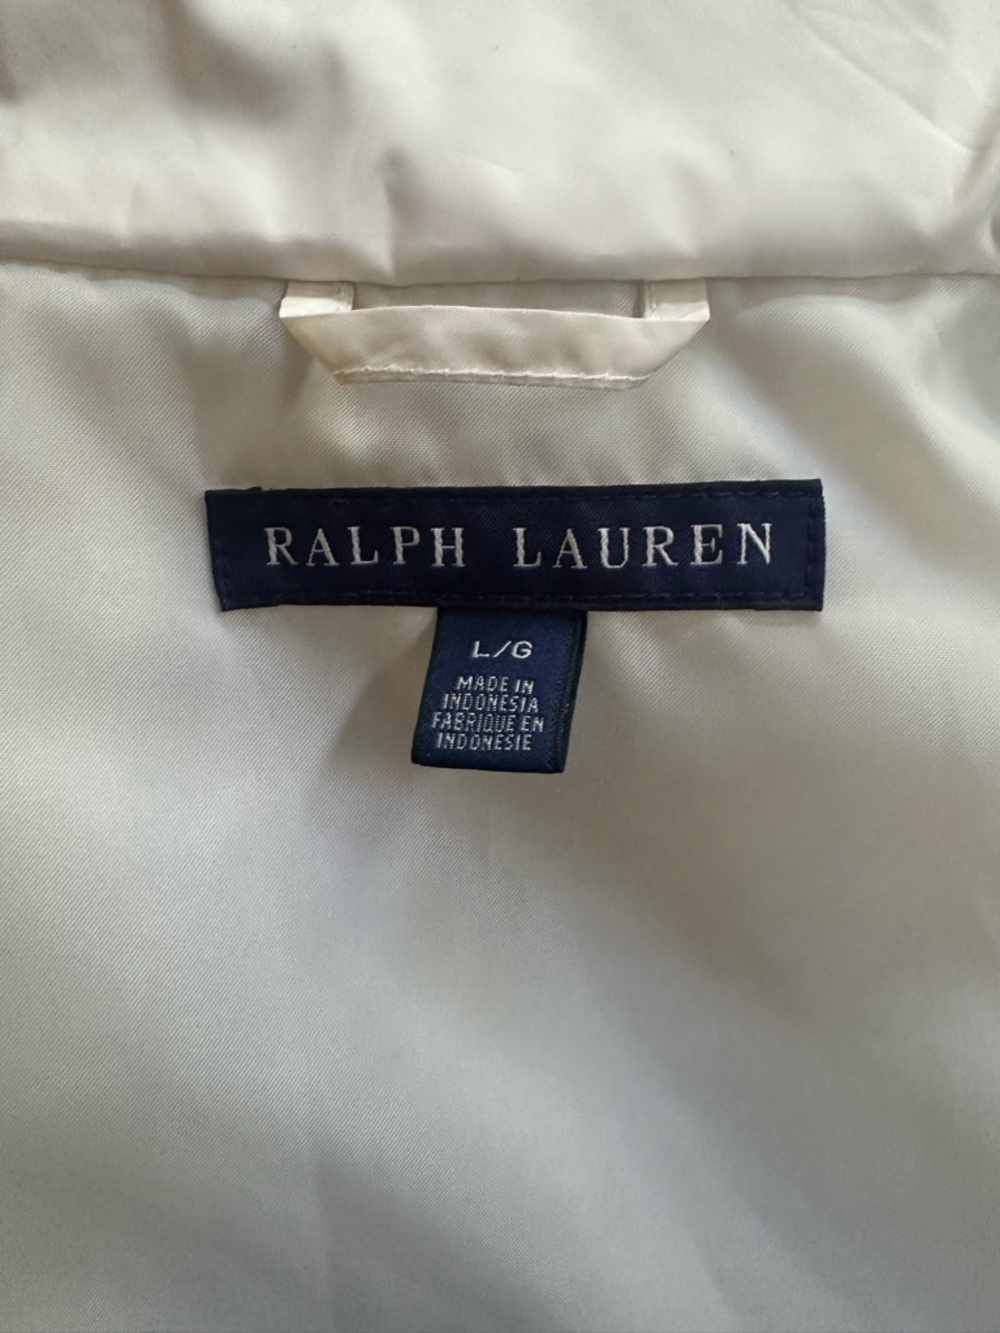 RALPH LAUREN
L/G
MADE IN
INDONESIA
FABRIQUE EN
INDONESIE